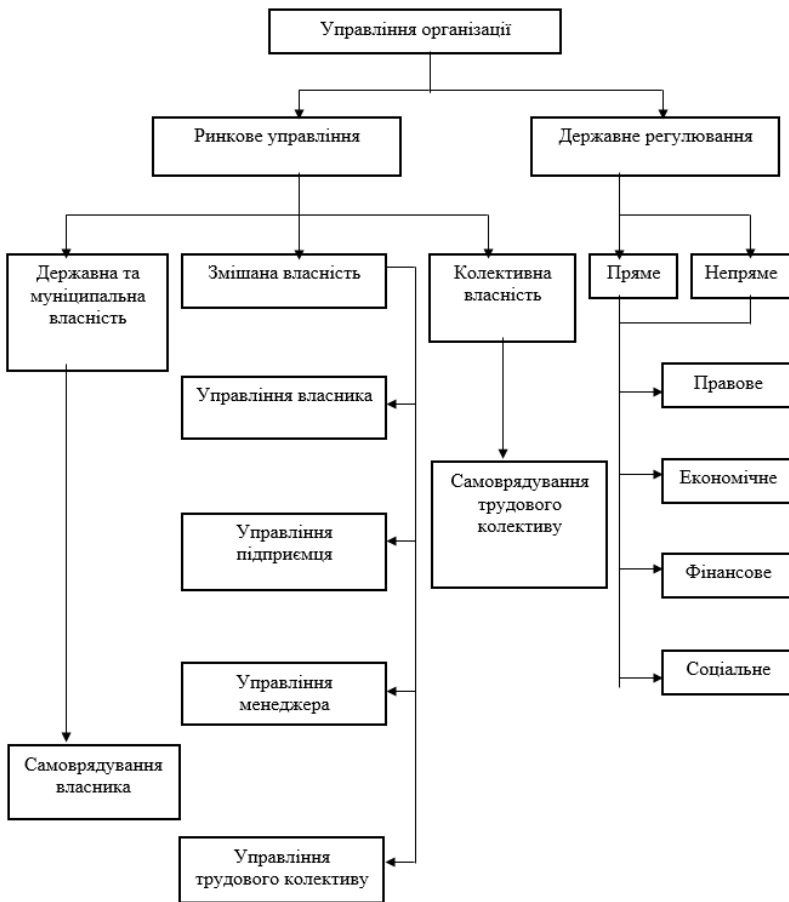 Управління організації
Ринкове управління
Державне регулювання
Державна та
муніципальна
власність
Змішана власність
Колективна
власність
Пряме
Непряме
Управління власника
Правове
Самоврядування
трудового
колективу
Економічне
Управління
підприємця
Фінансове
Управління
менеджера
Соціальне
Самоврядування
власника
Управління
трудового колективу